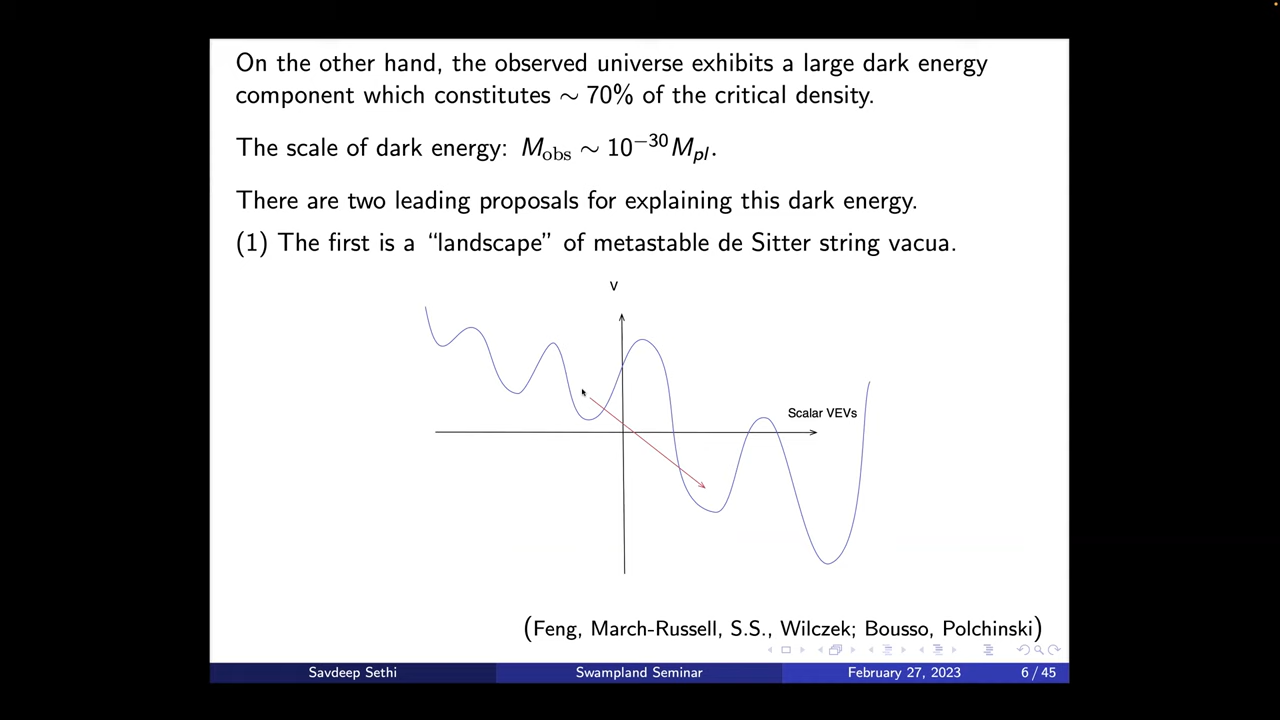 On the other hand, the observed universe exhibits a large dark energy
component which constitutes ∼ 70% of the critical density.
The scale of dark energy: M_obs ∼ 10^−30 M_pl.
There are two leading proposals for explaining this dark energy.
(1) The first is a “landscape” of metastable de Sitter string vacua.
V
Scalar VEVs
(Feng, March-Russell, S.S., Wilczek; Bousso, Polchinski)
Savdeep Sethi Swampland Seminar February 27, 2023 6 / 45